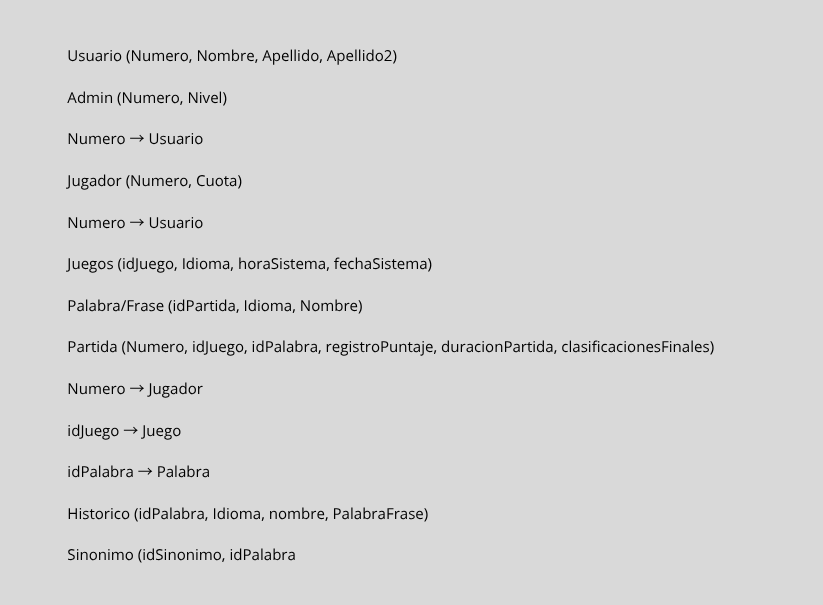 Usuario (Numero, Nombre, Apellido, Apellido2)
Admin (Numero, Nivel)
Numero → Usuario
Jugador (Numero, Cuota)
Numero → Usuario
Juegos (idJuego, Idioma, horaSistema, fechaSistema)
Palabra/Frase (idPartida, Idioma, Nombre)
Partida (Numero, idJuego, idPalabra, registroPuntaje, duracionPartida, clasificacionesFinales)
Numero → Jugador
idJuego → Juego
idPalabra → Palabra
Historico (idPalabra, Idioma, nombre, PalabraFrase)
Sinonimo (idSinonimo, idPalabra